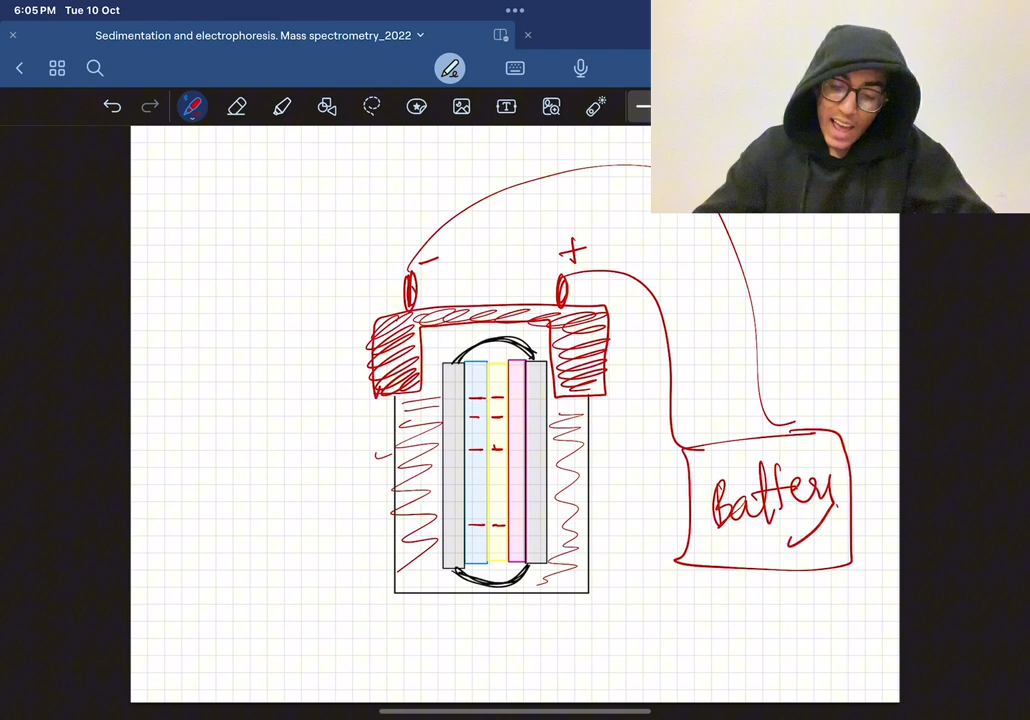 6:05 PM Tue 10 Oct
Sedimentation and electrophoresis. Mass spectrometry_2022
- +
Battery